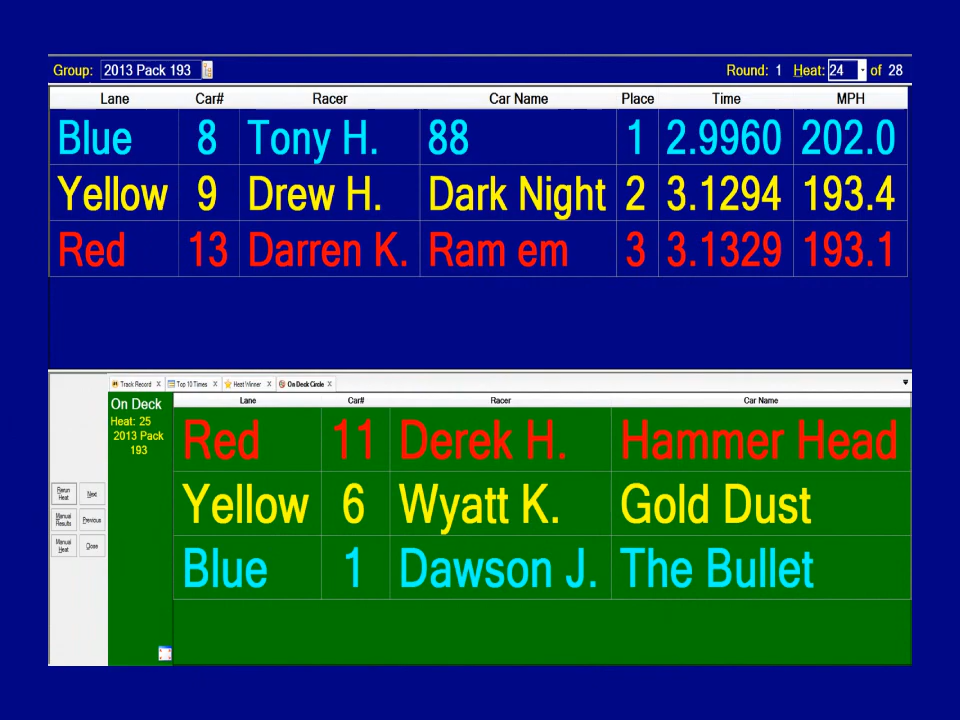 Group: 2013 Pack 193 Round: 1 Heat: 24 of 28
Lane Car# Racer Car Name Place Time MPH
Blue 8 Tony H. 88 1 2.9960 202.0
Yellow 9 Drew H. Dark Night 2 3.1294 193.4
Red 13 Darren K. Ram em 3 3.1329 193.1
Track Record X Top 10 Times X Heat Winner X On Deck Circle X
On Deck
Heat: 25
2013 Pack
193
Lane Car# Racer Car Name
Red 11 Derek H. Hammer Head
Yellow 6 Wyatt K. Gold Dust
Blue 1 Dawson J. The Bullet
Rerun Heat Next
Manual Results Previous
Manual Heat Close